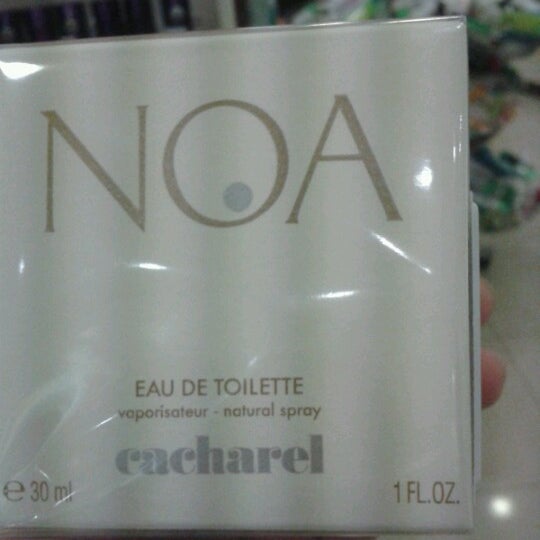 NOA
EAU DE TOILETTE
vaporisateur - natural spray
cacharel
e 30 ml 1 FL.OZ.